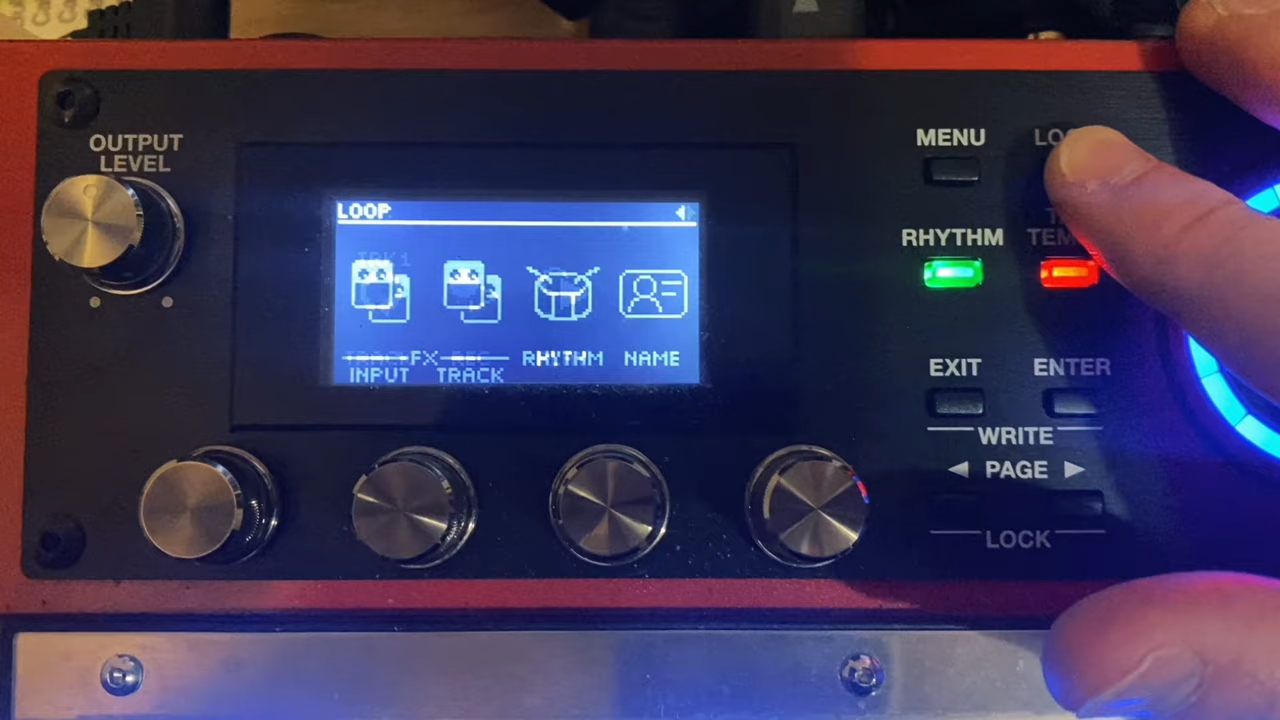 OUTPUT
LEVEL
MENU
LOOP
RHYTHM
FX
RHYTHM
NAME
INPUT
TRACK
EXIT
ENTER
WRITE
◀ PAGE ▶
LOCK